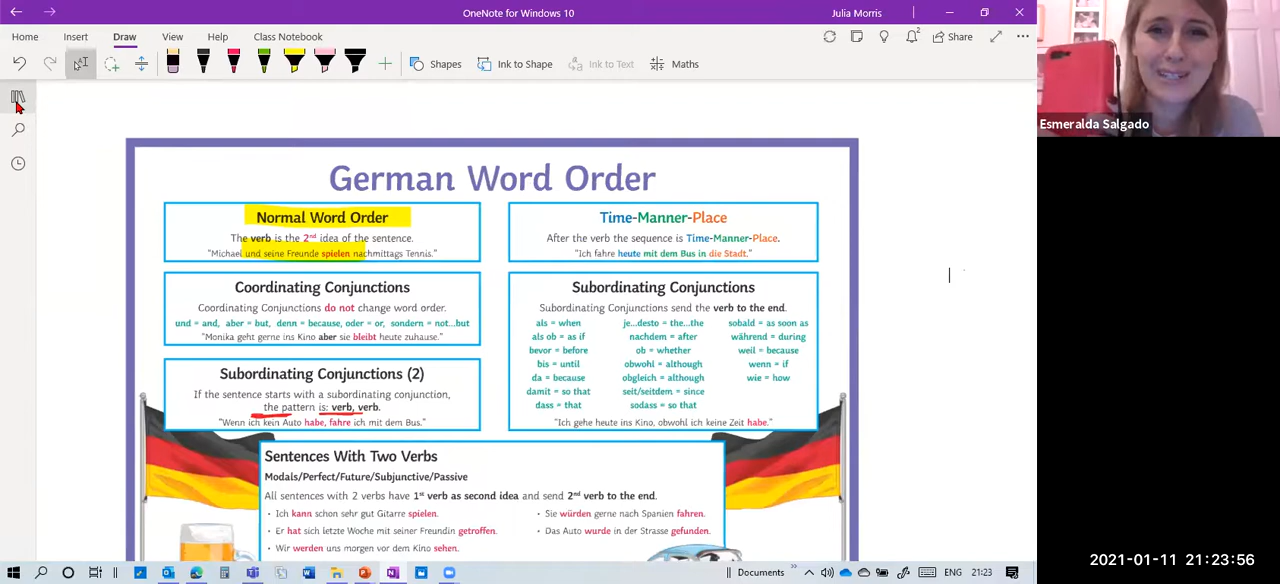 OneNote for Windows 10
Julia Morris
Home Insert Draw View Help Class Notebook
Share
Shapes Ink to Shape Ink to Text Maths
Esmeralda Salgado
German Word Order
Normal Word Order
The verb is the 2nd idea of the sentence.
"Michael und seine Freunde spielen nachmittags Tennis."
Time-Manner-Place
After the verb the sequence is Time-Manner-Place.
"Ich fahre heute mit dem Bus in die Stadt."
Coordinating Conjunctions
Coordinating Conjunctions do not change word order.
und = and, aber = but, denn = because, oder = or, sondern = not...but
"Monika geht gerne ins Kino aber sie bleibt heute zuhause."
Subordinating Conjunctions (2)
If the sentence starts with a subordinating conjunction,
the pattern is: verb, verb.
"Wenn ich kein Auto habe, fahre ich mit dem Bus."
Subordinating Conjunctions
Subordinating Conjunctions send the verb to the end.
als = when je...desto = the...the sobald = as soon as
als ob = as if nachdem = after während = during
bevor = before ob = whether weil = because
bis = until obwohl = although wenn = if
da = because obgleich = although wie = how
damit = so that seit/seitdem = since
dass = that sodass = so that
"Ich gehe heute ins Kino, obwohl ich keine Zeit habe."
Sentences With Two Verbs
Modals/Perfect/Future/Subjunctive/Passive
All sentences with 2 verbs have 1st verb as second idea and send 2nd verb to the end.
• Ich kann schon sehr gut Gitarre spielen.
• Er hat sich letzte Woche mit seiner Freundin getroffen.
• Wir werden uns morgen vor dem Kino sehen.
• Sie würden gerne nach Spanien fahren.
• Das Auto wurde in der Strasse gefunden.
Documents
ENG 21:23
2021-01-11 21:23:56